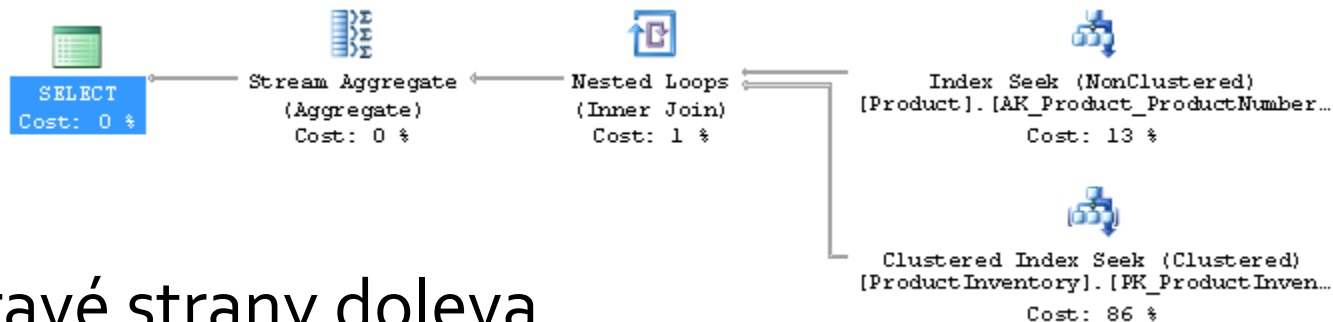 SELECT
Cost: 0 %
Stream Aggregate
(Aggregate)
Cost: 0 %
Nested Loops
(Inner Join)
Cost: 1 %
Index Seek (NonClustered)
[Product].[AK_Product_ProductNumber…
Cost: 13 %
Clustered Index Seek (Clustered)
[ProductInventory].[PK_ProductInven…
Cost: 86 %
ravé strany doleva